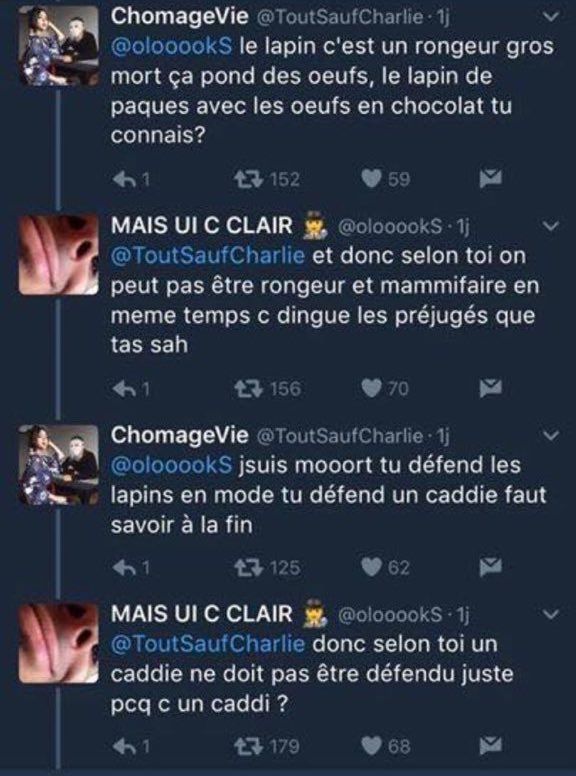 ChomageVie @ToutSaufCharlie · 1j
@olooookS le lapin c'est un rongeur gros
mort ça pond des oeufs, le lapin de
paques avec les oeufs en chocolat tu
connais?
1 152 59
MAIS UI C CLAIR @olooookS · 1j
@ToutSaufCharlie et donc selon toi on
peut pas être rongeur et mammifaire en
meme temps c dingue les préjugés que
tas sah
1 156 70
ChomageVie @ToutSaufCharlie · 1j
@olooookS jsuis mooort tu défend les
lapins en mode tu défend un caddie faut
savoir à la fin
1 125 62
MAIS UI C CLAIR @olooookS · 1j
@ToutSaufCharlie donc selon toi un
caddie ne doit pas être défendu juste
pcq c un caddi ?
1 179 68